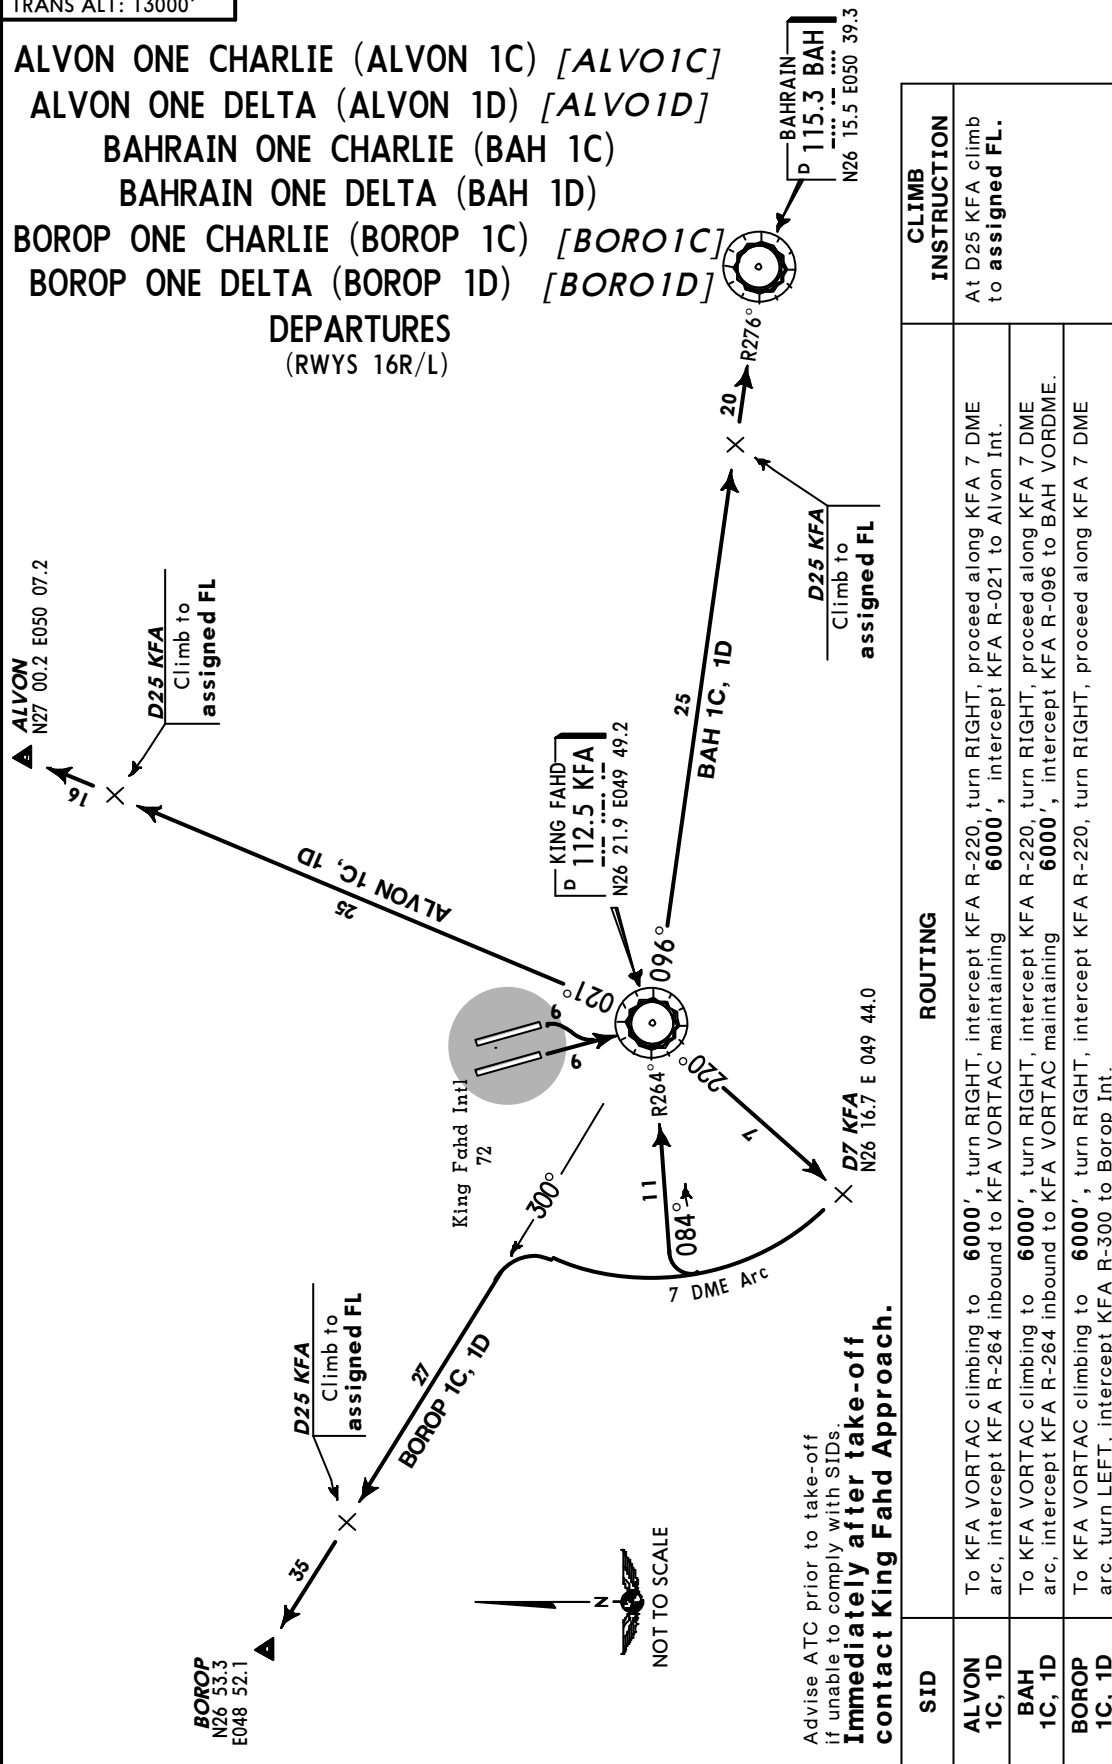 TRANS ALT: 13000'
ALVON ONE CHARLIE (ALVON 1C) [ALVO1C]
ALVON ONE DELTA (ALVON 1D) [ALVO1D]
BAHRAIN ONE CHARLIE (BAH 1C)
BAHRAIN ONE DELTA (BAH 1D)
BOROP ONE CHARLIE (BOROP 1C) [BORO1C]
BOROP ONE DELTA (BOROP 1D) [BORO1D]
DEPARTURES
(RWYS 16R/L)
BAHRAIN
D 115.3 BAH
N26 15.5 E050 39.3
R276°
20
D25 KFA
Climb to
assigned FL
25
BAH 1C, 1D
096°
ALVON
N27 00.2 E050 07.2
16
D25 KFA
Climb to
assigned FL
25
ALVON 1C, 1D
021°
KING FAHD
D 112.5 KFA
N26 21.9 E049 49.2
King Fahd Intl
72
9
9
R264°
220°
7
D7 KFA
N26 16.7 E 049 44.0
11
084°
7 DME Arc
300°
27
BOROP 1C, 1D
D25 KFA
Climb to
assigned FL
35
BOROP
N26 53.3
E048 52.1
N
NOT TO SCALE
Advise ATC prior to take-off
if unable to comply with SIDs.
Immediately after take-off
contact King Fahd Approach.
SID
ROUTING
CLIMB
INSTRUCTION
ALVON
1C, 1D
To KFA VORTAC climbing to 6000', turn RIGHT, intercept KFA R-220, turn RIGHT, proceed along KFA 7 DME
arc, intercept KFA R-264 inbound to KFA VORTAC maintaining 6000', intercept KFA R-021 to Alvon Int.
At D25 KFA climb
to assigned FL.
BAH
1C, 1D
To KFA VORTAC climbing to 6000', turn RIGHT, intercept KFA R-220, turn RIGHT, proceed along KFA 7 DME
arc, intercept KFA R-264 inbound to KFA VORTAC maintaining 6000', intercept KFA R-096 to BAH VORDME.
BOROP
1C, 1D
To KFA VORTAC climbing to 6000', turn RIGHT, intercept KFA R-220, turn RIGHT, proceed along KFA 7 DME
arc, turn LEFT, intercept KFA R-300 to Borop Int.